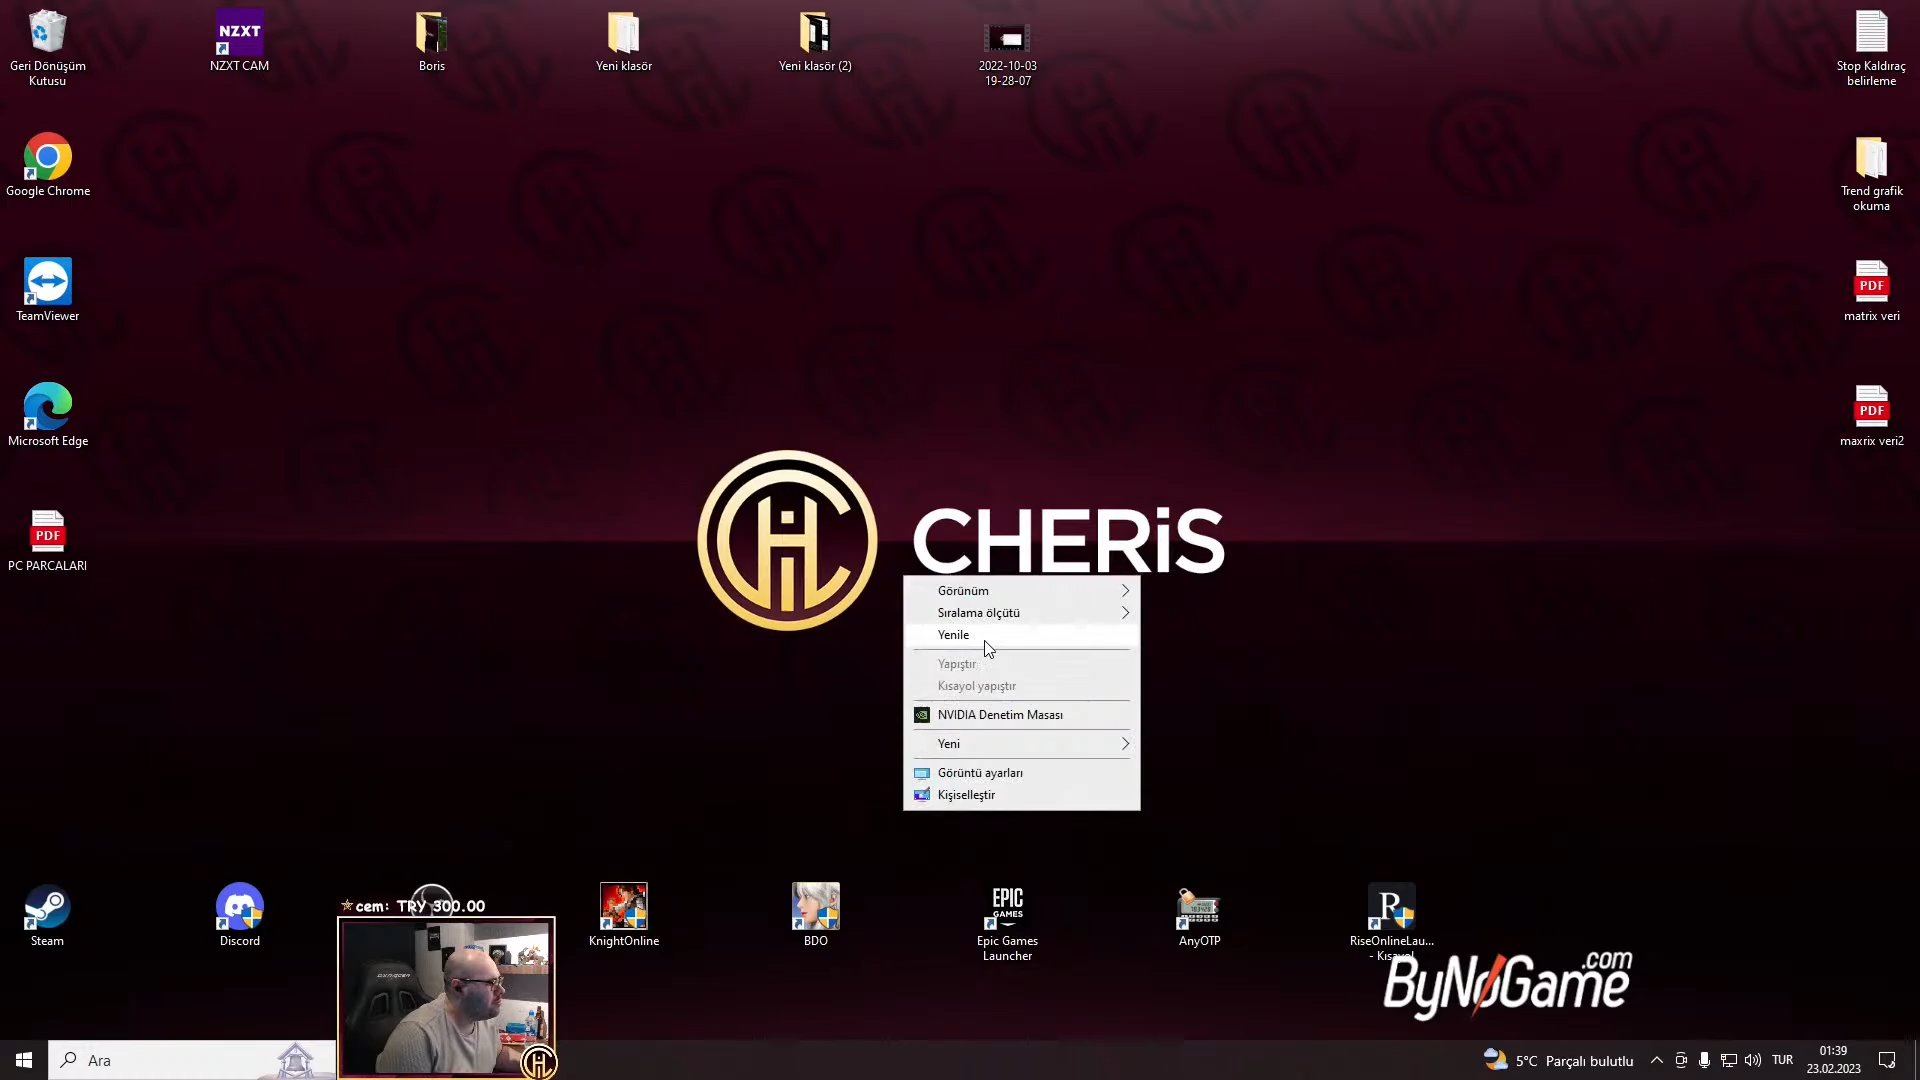 Geri Dönüşüm
Kutusu
NZXT
NZXT CAM
Boris
Yeni klasör
Yeni klasör (2)
2022-10-03
19-28-07
Stop Kaldıraç
belirleme
Google Chrome
Trend grafik
okuma
TeamViewer
PDF
matrix veri
Microsoft Edge
PDF
maxrix veri2
PDF
PC PARCALARI
CHERiS
Görünüm
Sıralama ölçütü
Yenile
Yapıştır
Kısayol yapıştır
NVIDIA Denetim Masası
Yeni
Görüntü ayarları
Kişiselleştir
Steam
Discord
cem: TRY 300.00
KnightOnline
BDO
EPIC
GAMES
Epic Games
Launcher
AnyOTP
R
RiseOnlineLau...
- Kısayol
ByNoGame
.com
Ara
5°C Parçalı bulutlu
TUR
01:39
23.02.2023